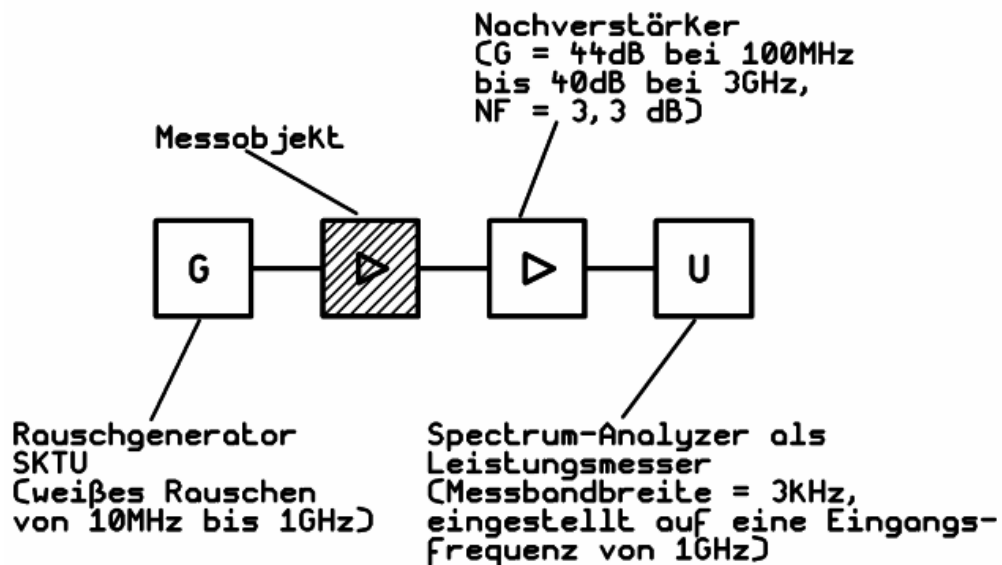 Nachverstärker
(G = 44dB bei 100MHz
bis 40dB bei 3GHz,
NF = 3,3 dB)
Messobjekt
G
U
Rauschgenerator
SKTU
(weißes Rauschen
von 10MHz bis 1GHz)
Spectrum-Analyzer als
Leistungsmesser
(Messbandbreite = 3kHz,
eingestellt auf eine Eingangs-
frequenz von 1GHz)